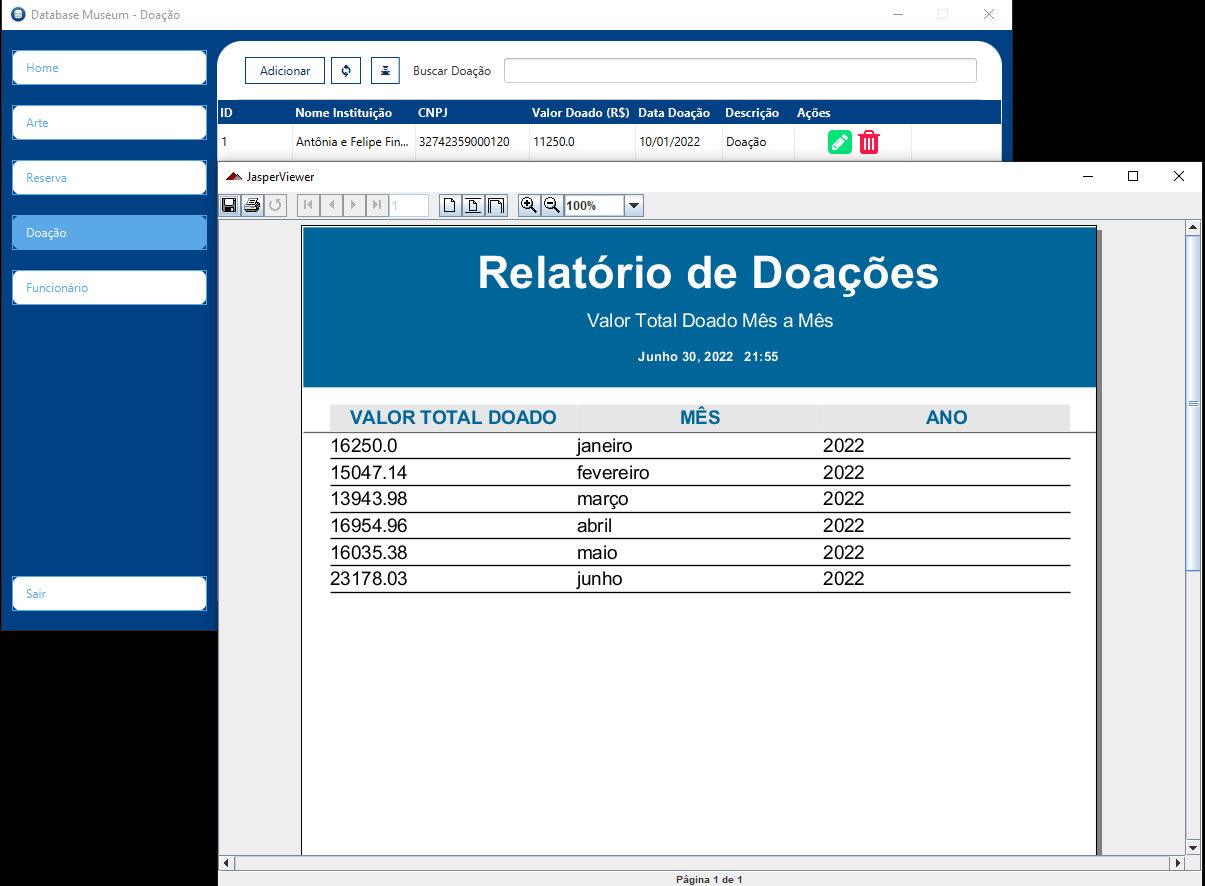 Database Museum - Doação
Home
Arte
Reserva
Doação
Funcionário
Sair
Adicionar
Buscar Doação
ID Nome Instituição CNPJ Valor Doado (R$) Data Doação Descrição Ações
1 Antônia e Felipe Fin... 32742359000120 11250.0 10/01/2022 Doação
JasperViewer
1
100%
Relatório de Doações
Valor Total Doado Mês a Mês
Junho 30, 2022 21:55
VALOR TOTAL DOADO MÊS ANO
16250.0 janeiro 2022
15047.14 fevereiro 2022
13943.98 março 2022
16954.96 abril 2022
16035.38 maio 2022
23178.03 junho 2022
Página 1 de 1